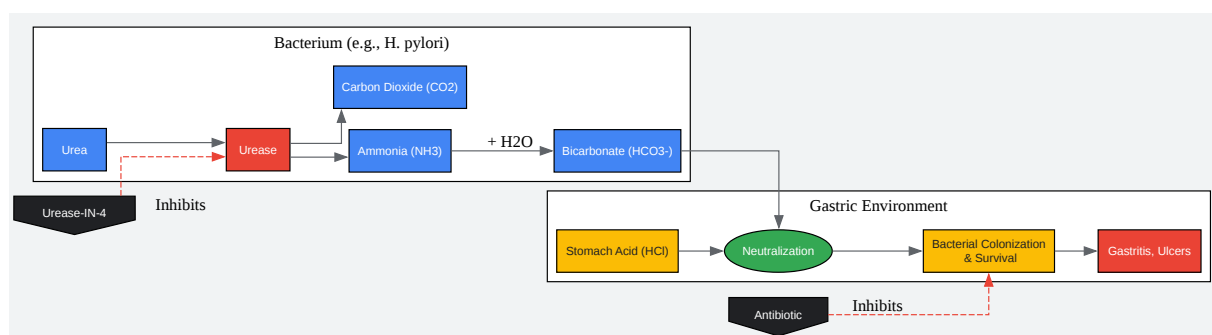 Bacterium (e.g., H. pylori)
Carbon Dioxide (CO2)
Urea
Urease
Ammonia (NH3)
+ H2O
Bicarbonate (HCO3-)
Urease-IN-4
Inhibits
Gastric Environment
Stomach Acid (HCl)
Neutralization
Bacterial Colonization
& Survival
Gastritis, Ulcers
Antibiotic
Inhibits